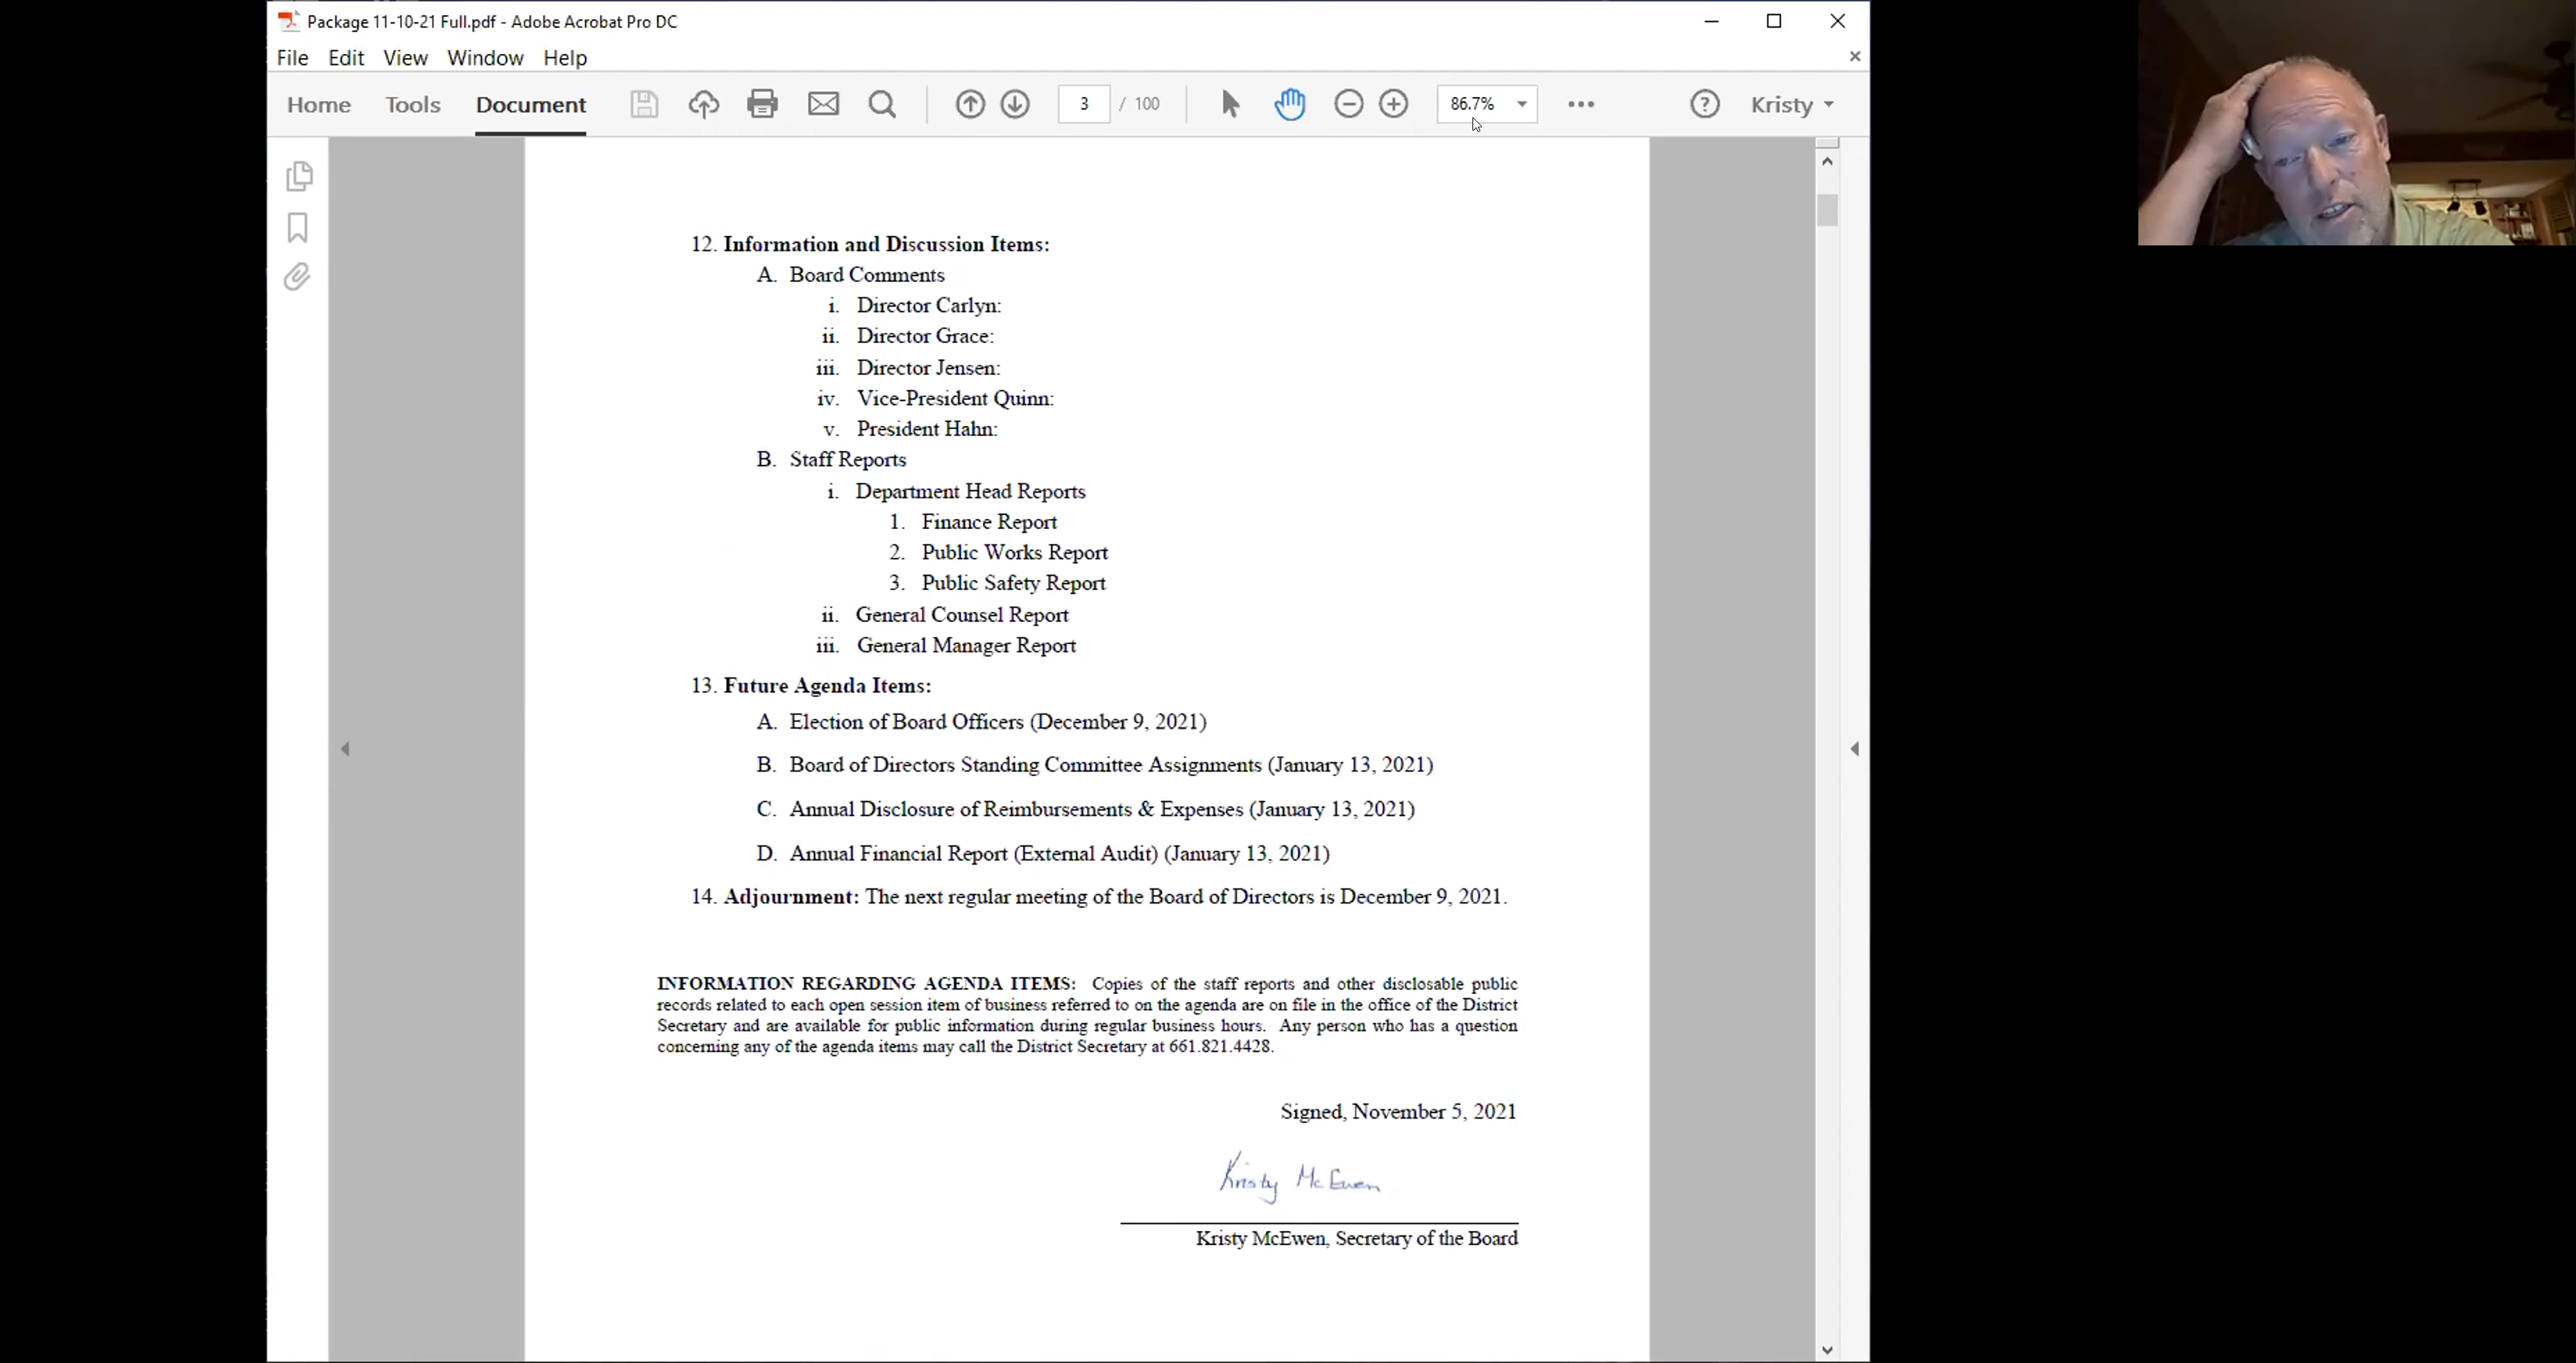 Package 11-10-21 Full.pdf - Adobe Acrobat Pro DC
File Edit View Window Help
Home Tools Document 3 / 100 86.7% Kristy
12. Information and Discussion Items:
A. Board Comments
i. Director Carlyn:
ii. Director Grace:
iii. Director Jensen:
iv. Vice-President Quinn:
v. President Hahn:
B. Staff Reports
i. Department Head Reports
1. Finance Report
2. Public Works Report
3. Public Safety Report
ii. General Counsel Report
iii. General Manager Report
13. Future Agenda Items:
A. Election of Board Officers (December 9, 2021)
B. Board of Directors Standing Committee Assignments (January 13, 2021)
C. Annual Disclosure of Reimbursements & Expenses (January 13, 2021)
D. Annual Financial Report (External Audit) (January 13, 2021)
14. Adjournment: The next regular meeting of the Board of Directors is December 9, 2021.
INFORMATION REGARDING AGENDA ITEMS: Copies of the staff reports and other disclosable public
records related to each open session item of business referred to on the agenda are on file in the office of the District
Secretary and are available for public information during regular business hours. Any person who has a question
concerning any of the agenda items may call the District Secretary at 661.821.4428.
Signed, November 5, 2021
Kristy McEwen
Kristy McEwen, Secretary of the Board